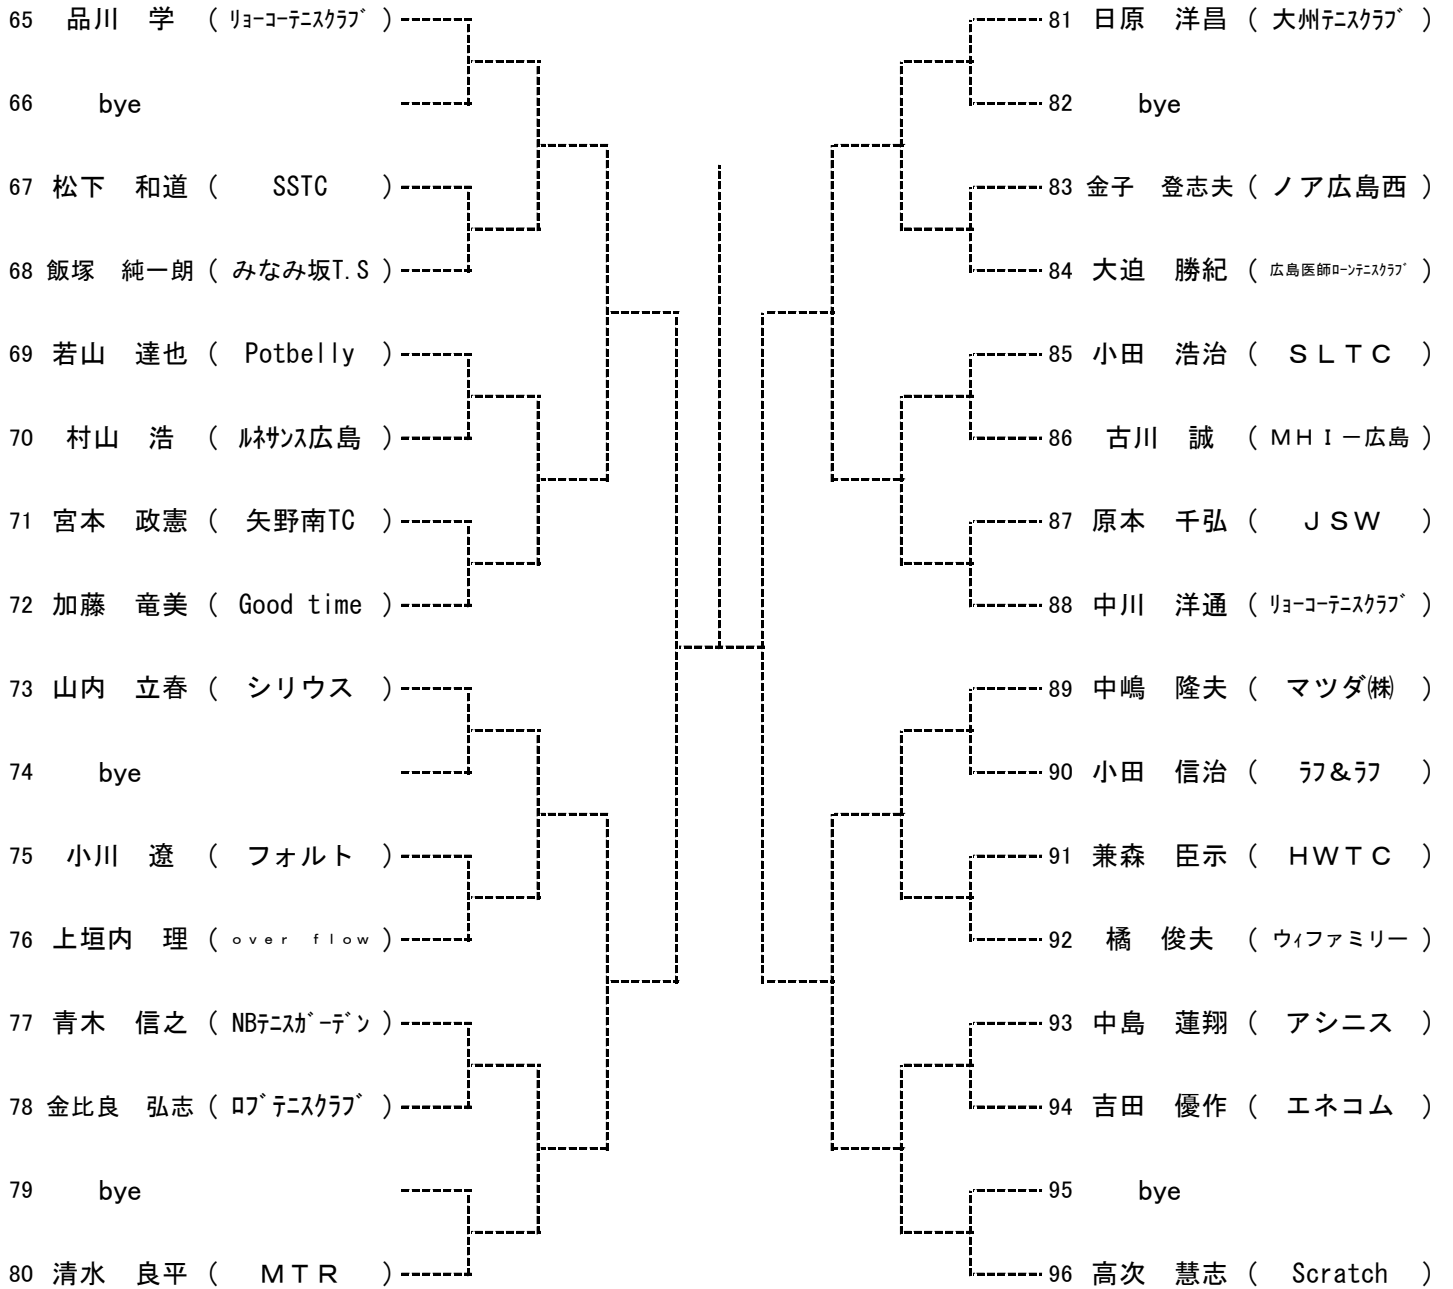 65 品川　学 ( ﾘｮｰｺｰﾃﾆｽｸﾗﾌﾞ )
66 bye
67 松下　和道 ( SSTC )
68 飯塚　純一朗 ( みなみ坂T.S )
69 若山　達也 ( Potbelly )
70 村山　浩 ( ﾙﾈｻﾝｽ広島 )
71 宮本　政憲 ( 矢野南TC )
72 加藤　竜美 ( Good time )
73 山内　立春 ( シリウス )
74 bye
75 小川　遼 ( フォルト )
76 上垣内　理 ( ｏｖｅｒ　ｆｌｏｗ )
77 青木　信之 ( NBﾃﾆｽｶﾞｰﾃﾞﾝ )
78 金比良　弘志 ( ﾛﾌﾞﾃﾆｽｸﾗﾌﾞ )
79 bye
80 清水　良平 ( ＭＴＲ )
81 日原　洋昌 ( 大州ﾃﾆｽｸﾗﾌﾞ )
82 bye
83 金子　登志夫 ( ノア広島西 )
84 大迫　勝紀 ( 広島医師ﾛｰﾝﾃﾆｽｸﾗﾌﾞ )
85 小田　浩治 ( ＳＬＴＣ )
86 古川　誠 ( ＭＨＩ－広島 )
87 原本　千弘 ( ＪＳＷ )
88 中川　洋通 ( ﾘｮｰｺｰﾃﾆｽｸﾗﾌﾞ )
89 中嶋　隆夫 ( マツダ㈱ )
90 小田　信治 ( ﾗﾌ＆ﾗﾌ )
91 兼森　臣示 ( ＨＷＴＣ )
92 橘　俊夫 ( ウィファミリー )
93 中島　蓮翔 ( アシニス )
94 吉田　優作 ( エネコム )
95 bye
96 高次　慧志 ( Scratch )